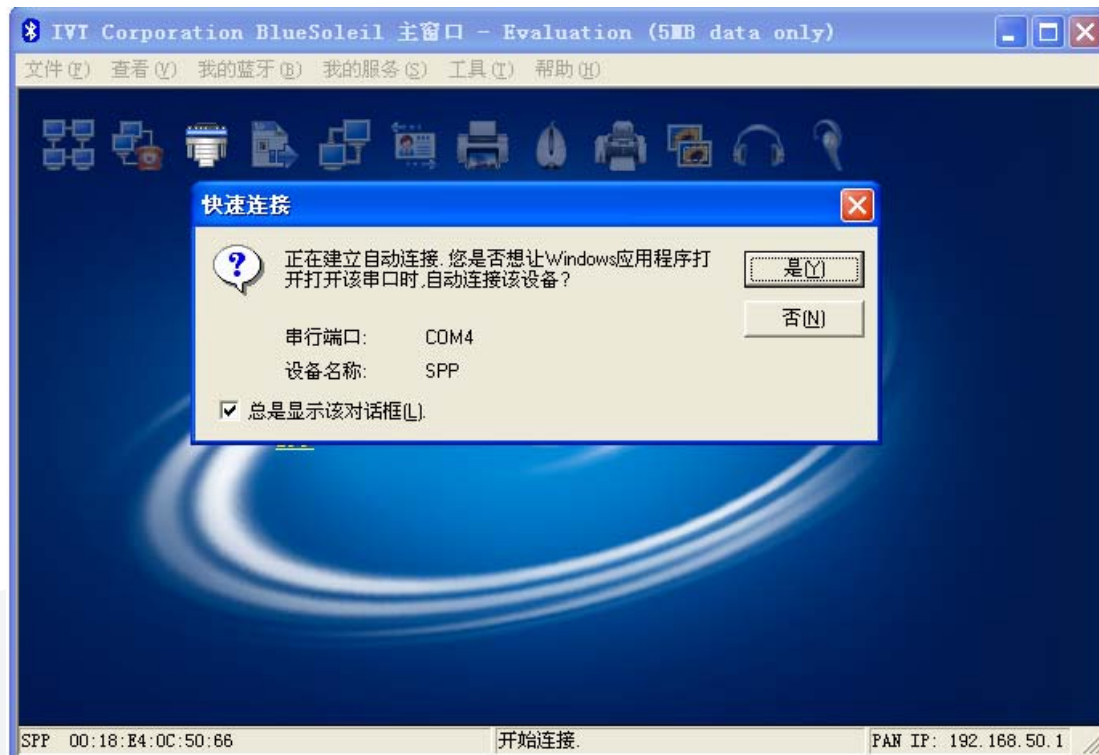 IVT Corporation BlueSoleil 主窗口 - Evaluation (5MB data only)
文件(F) 查看(V) 我的蓝牙(B) 我的服务(S) 工具(T) 帮助(H)
快速连接
正在建立自动连接. 您是否想让Windows应用程序打
开打开该串口时,自动连接该设备？
是(Y)
否(N)
串行端口: COM4
设备名称: SPP
总是显示该对话框(L).
SPP 00:18:E4:0C:50:66 开始连接. PAN IP: 192.168.50.1